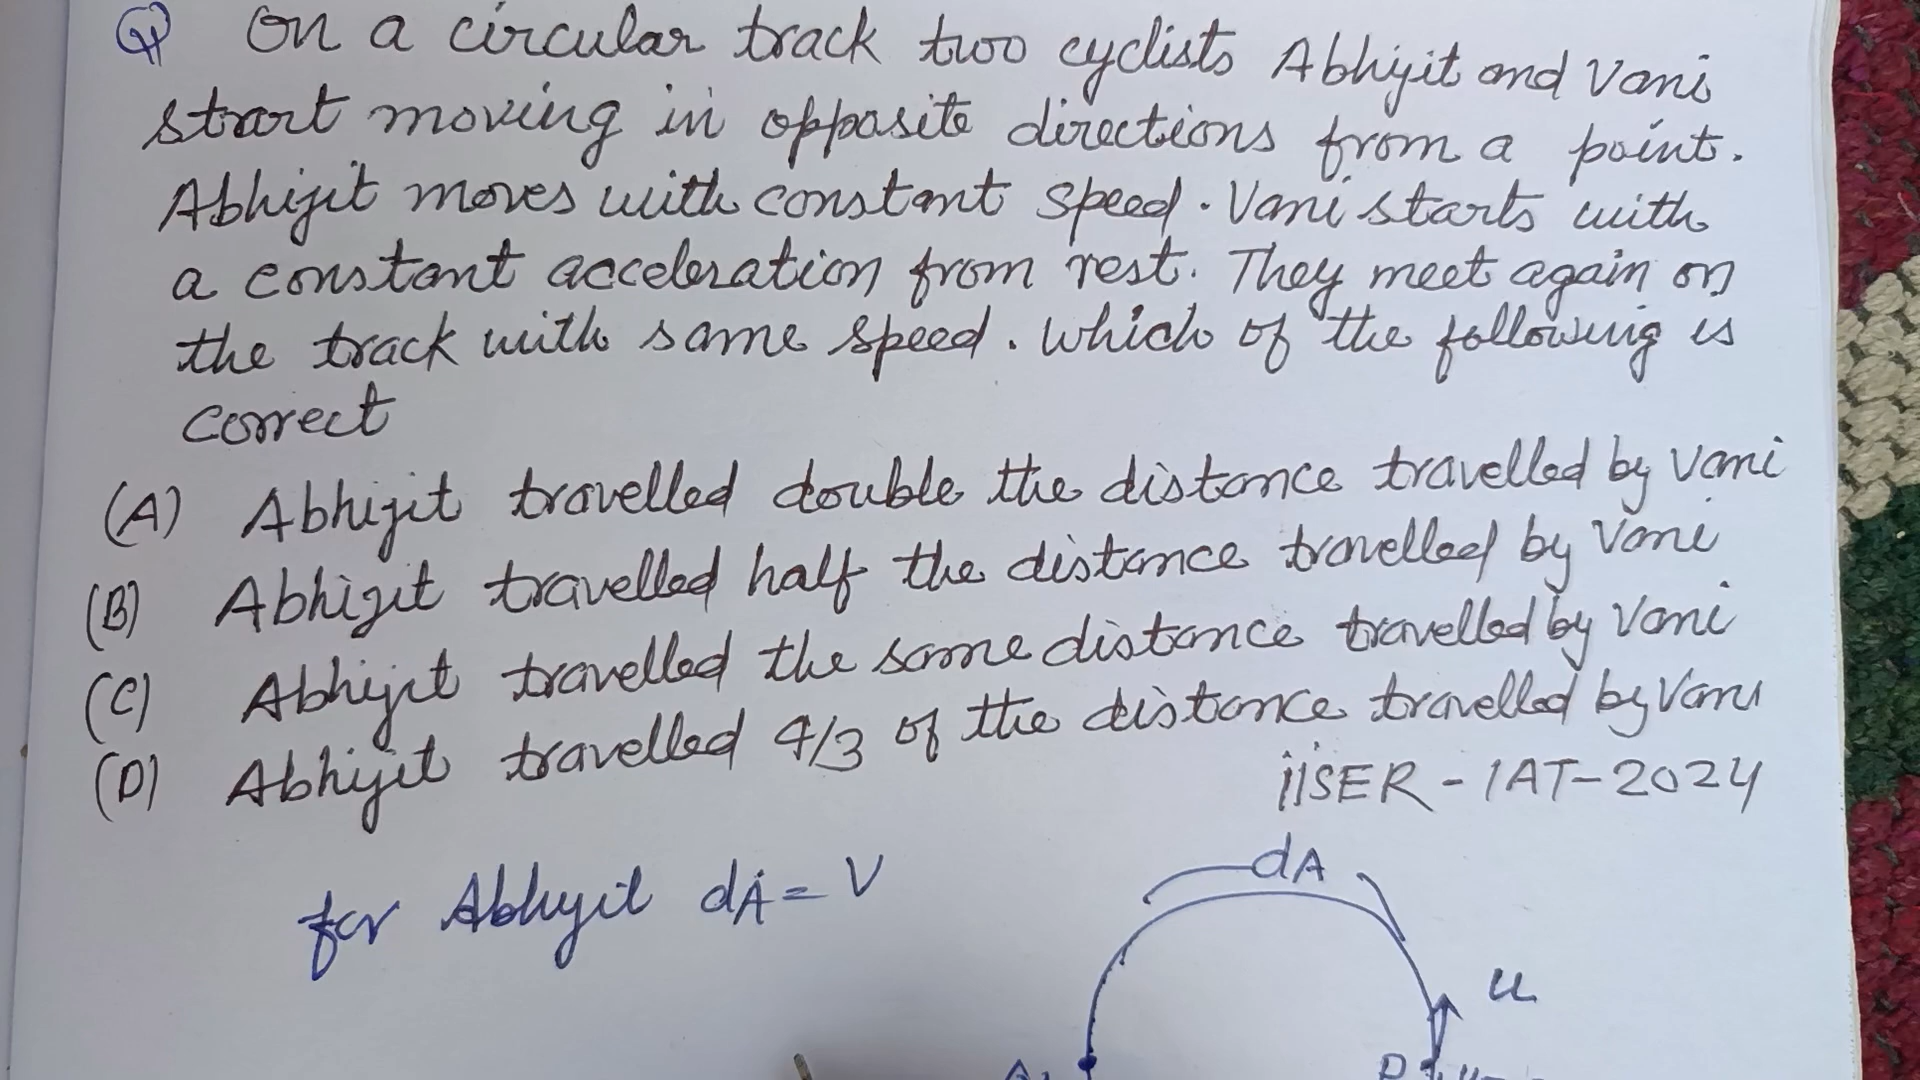 Q) On a circular track two cyclists Abhijit and Vani
start moving in opposite directions from a point.
Abhijit moves with constant speed. Vani starts with
a constant acceleration from rest. They meet again on
the track with same speed. Which of the following is
correct
(A) Abhijit travelled double the distance travelled by Vani
(B) Abhijit travelled half the distance travelled by Vani
(C) Abhijit travelled the same distance travelled by Vani
(D) Abhijit travelled 4/3 of the distance travelled by Vani
IISER - IAT - 2024
for Abhijit dA = V
dA
u